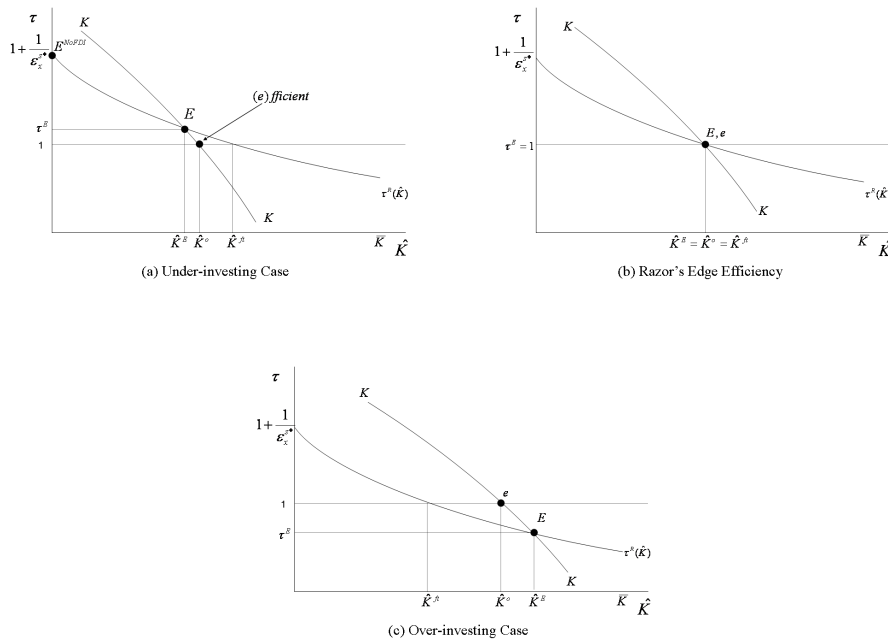 τ
K
1 + 1/ε_x^{s*}
E^{NoFDI}
(e)fficient
E
τ^E
1
τ^R(K̂)
K
K̂^E K̂^o K̂^ft K̄ K̂
(a) Under-investing Case
τ
K
1 + 1/ε_x^{s*}
E, e
τ^E = 1
τ^R(K̂)
K
K̂^E = K̂^o = K̂^ft K̄ K̂
(b) Razor's Edge Efficiency
τ
K
1 + 1/ε_x^{s*}
1
e
E
τ^E
τ^R(K̂)
K
K̂^ft K̂^o K̂^E K̄ K̂
(c) Over-investing Case